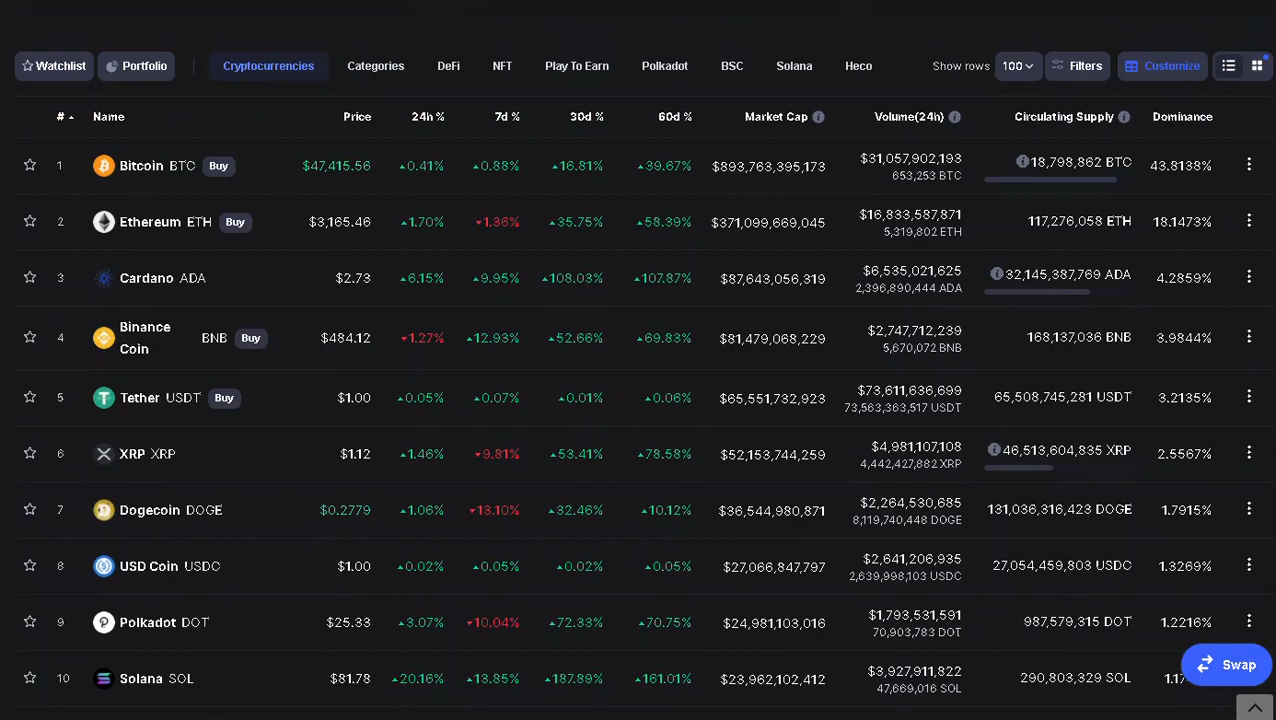 Watchlist Portfolio Cryptocurrencies Categories DeFi NFT Play To Earn Polkadot BSC Solana Heco Show rows 100 Filters Customize
# Name Price 24h % 7d % 30d % 60d % Market Cap Volume(24h) Circulating Supply Dominance
1 Bitcoin BTC Buy $47,415.56 0.41% 0.88% 16.81% 39.67% $893,763,395,173 $31,057,902,193 18,798,862 BTC 43.8138%
653,253 BTC
2 Ethereum ETH Buy $3,165.46 1.70% 1.36% 35.75% 58.39% $371,099,669,045 $16,833,587,871 117,276,058 ETH 18.1473%
5,319,802 ETH
3 Cardano ADA $2.73 6.15% 9.95% 108.03% 107.87% $87,643,056,319 $6,535,021,625 32,145,387,769 ADA 4.2359%
2,396,890,444 ADA
4 Binance Coin BNB Buy $484.12 1.27% 12.93% 52.66% 69.83% $81,479,068,229 $2,747,712,239 168,137,036 BNB 3.9844%
5,670,072 BNB
5 Tether USDT Buy $1.00 0.05% 0.07% 0.01% 0.06% $65,551,732,923 $73,611,636,699 65,508,745,281 USDT 3.2135%
73,563,363,517 USDT
6 XRP XRP $1.12 1.46% 9.81% 53.41% 78.58% $52,153,744,259 $4,981,107,108 46,513,604,835 XRP 2.5567%
4,442,427,882 XRP
7 Dogecoin DOGE $0.2779 1.06% 13.10% 32.46% 10.12% $36,544,980,871 $2,264,530,685 131,036,316,423 DOGE 1.7915%
8,119,740,448 DOGE
8 USD Coin USDC $1.00 0.02% 0.05% 0.02% 0.05% $27,066,847,797 $2,641,206,935 27,054,459,803 USDC 1.3269%
2,639,998,103 USDC
9 Polkadot DOT $25.33 3.07% 10.04% 72.33% 70.75% $24,981,103,016 $1,793,531,591 987,579,315 DOT 1.2216%
70,903,783 DOT
Swap
10 Solana SOL $81.78 20.16% 13.85% 187.89% 161.01% $23,962,102,412 $3,927,911,822 290,803,329 SOL
47,669,016 SOL